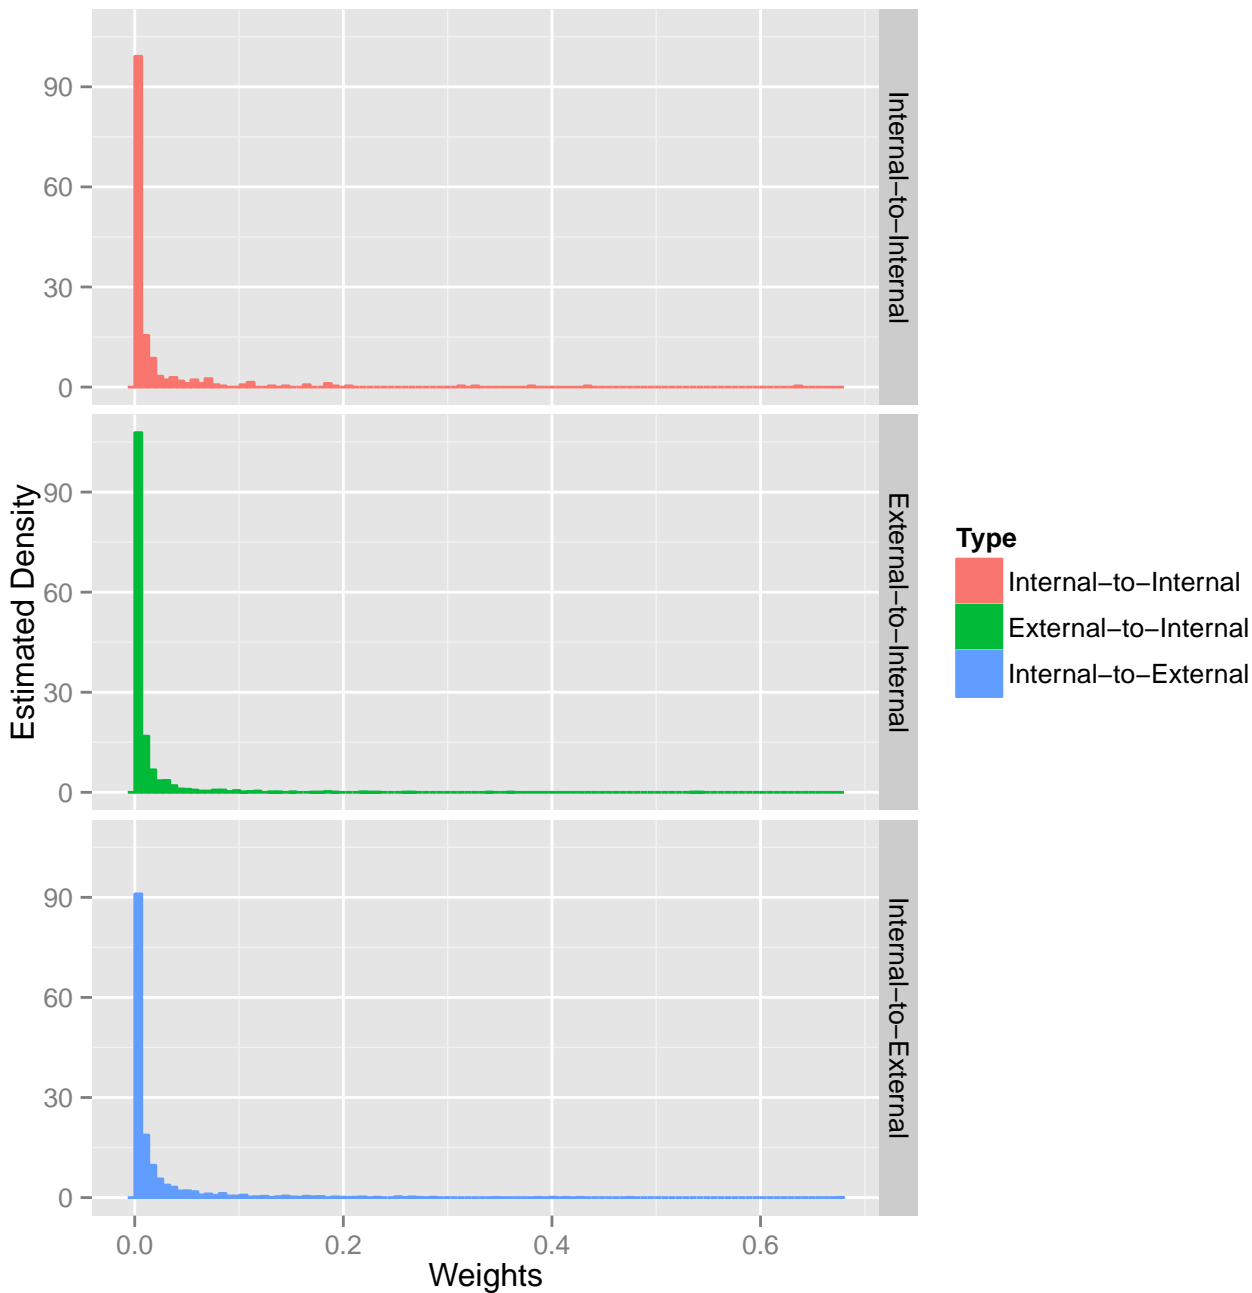 Estimated Density
90
60
30
0
Internal−to−Internal
90
60
30
0
External−to−Internal
90
60
30
0
Internal−to−External
0.0 0.2 0.4 0.6
Weights
Type
Internal−to−Internal
External−to−Internal
Internal−to−External